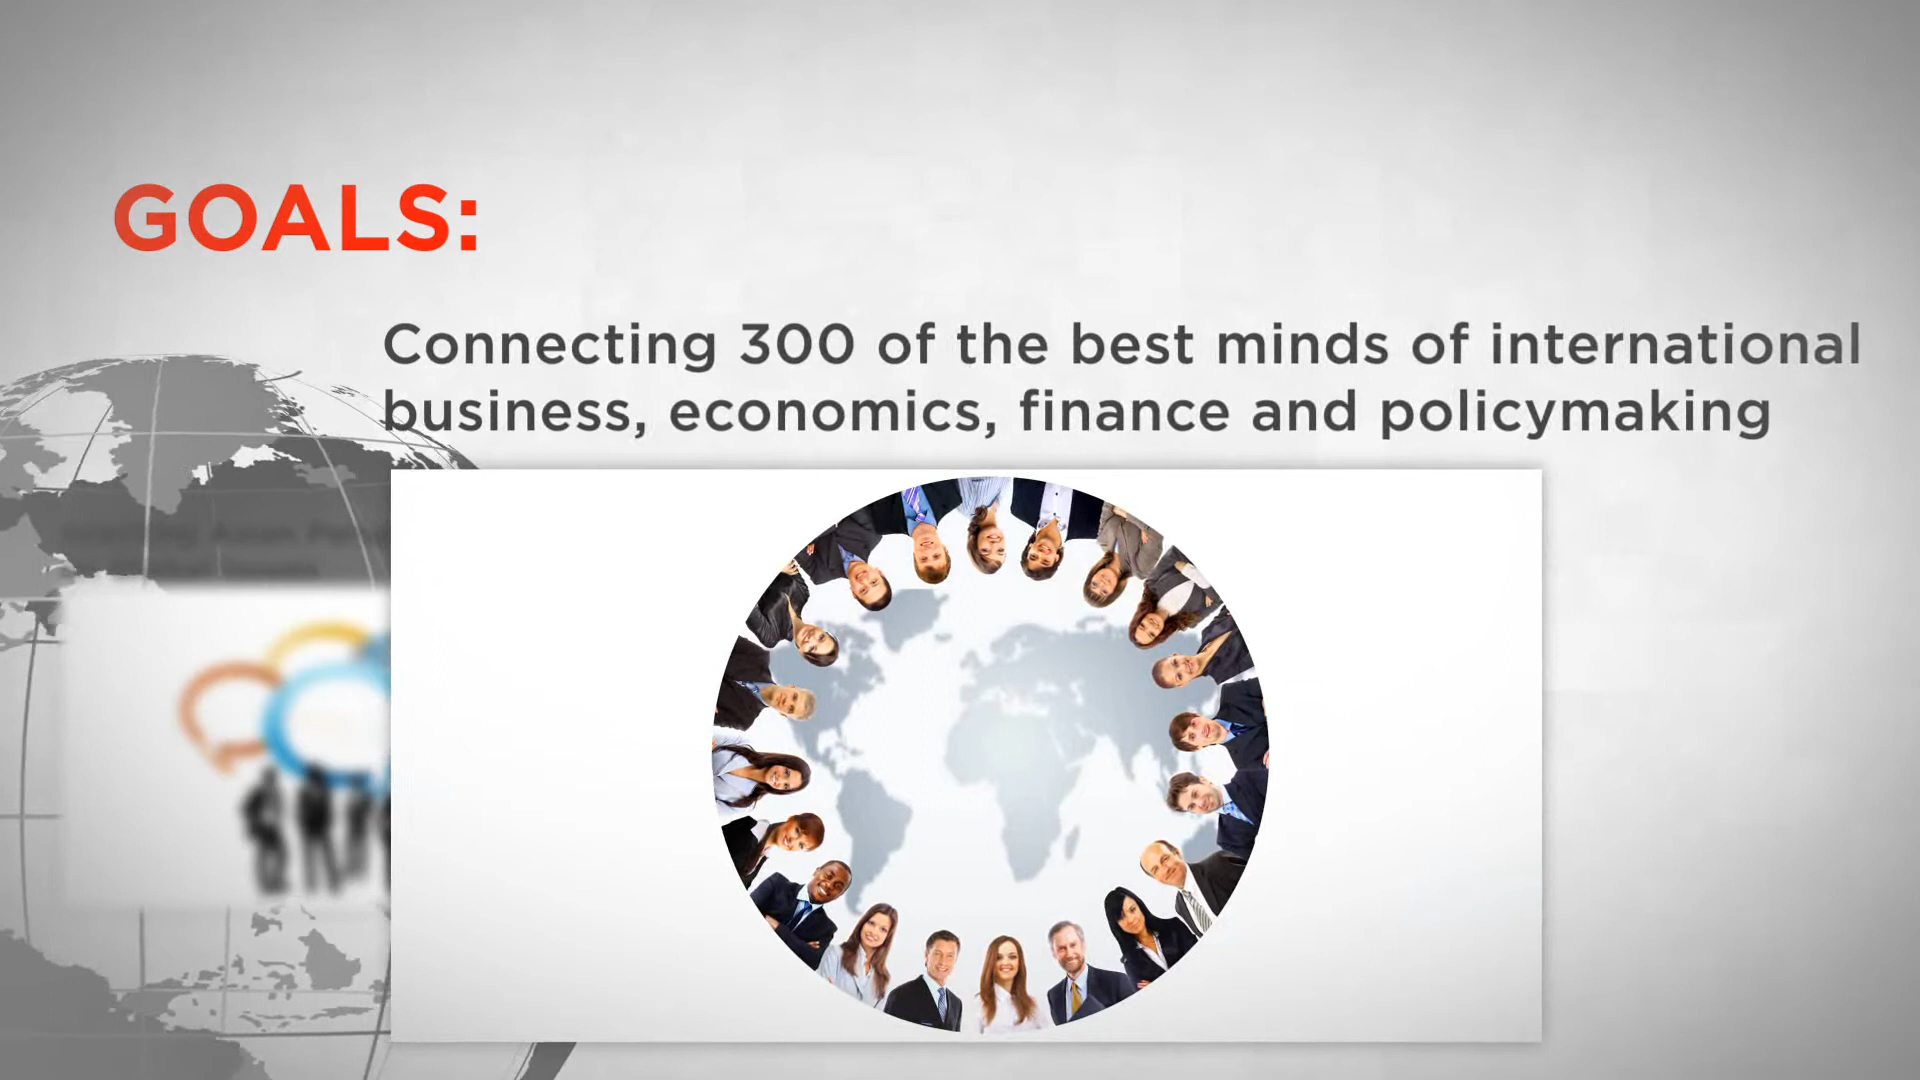 GOALS:
Connecting 300 of the best minds of international
business, economics, finance and policymaking